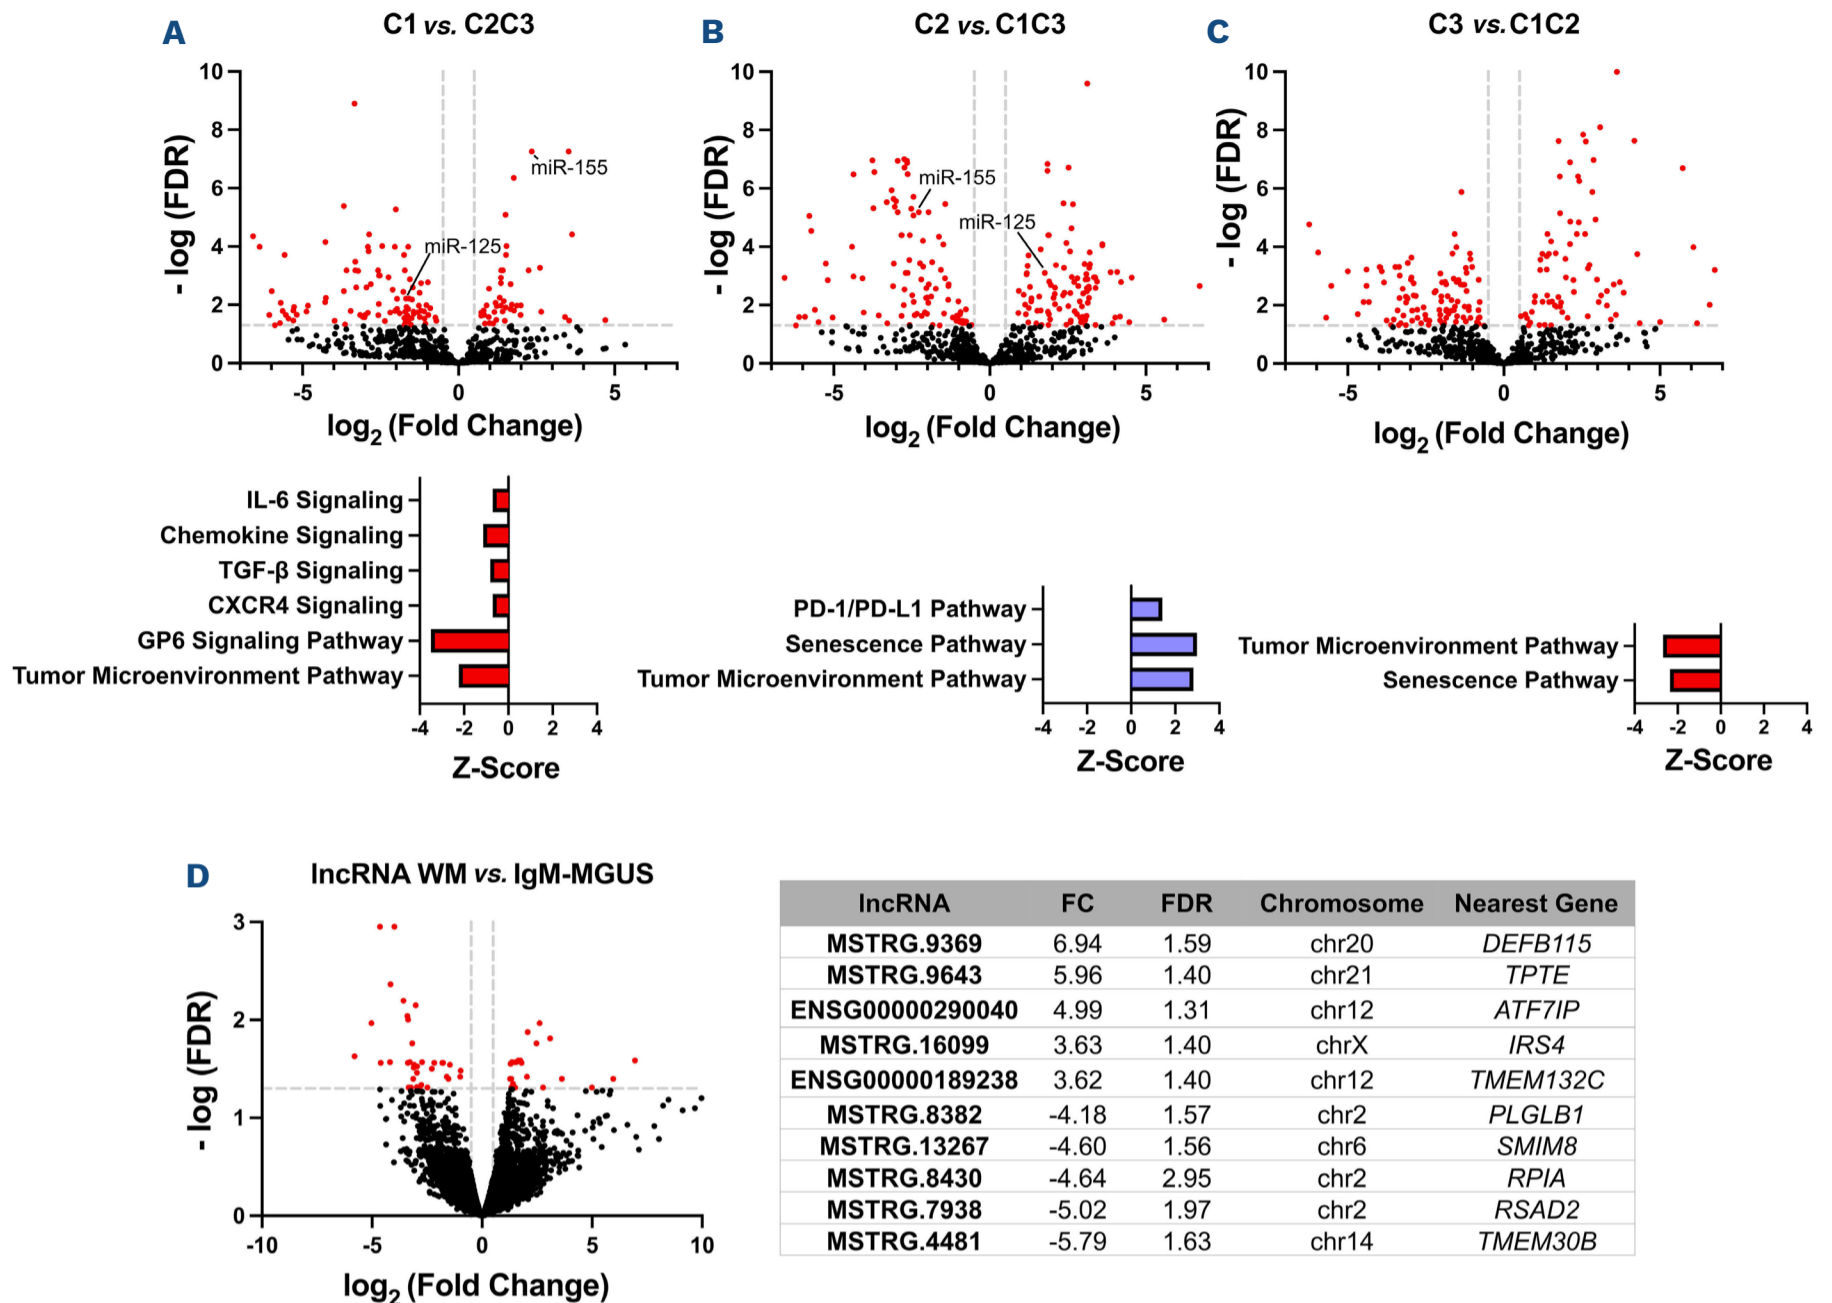 A
C1 vs. C2C3
- log (FDR)
10
8
6
4
2
0
miR-155
miR-125
-5
0
5
log2 (Fold Change)
IL-6 Signaling
Chemokine Signaling
TGF-β Signaling
CXCR4 Signaling
GP6 Signaling Pathway
Tumor Microenvironment Pathway
-4 -2 0 2 4
Z-Score
B
C2 vs. C1C3
- log (FDR)
10
8
6
4
2
0
miR-155
miR-125
-5
0
5
log2 (Fold Change)
PD-1/PD-L1 Pathway
Senescence Pathway
Tumor Microenvironment Pathway
-4 -2 0 2 4
Z-Score
C
C3 vs. C1C2
- log (FDR)
10
8
6
4
2
0
-5
0
5
log2 (Fold Change)
Tumor Microenvironment Pathway
Senescence Pathway
-4 -2 0 2 4
Z-Score
D
lncRNA WM vs. IgM-MGUS
- log (FDR)
3
2
1
0
-10 -5 0 5 10
log2 (Fold Change)
lncRNA FC FDR Chromosome Nearest Gene
MSTRG.9369 6.94 1.59 chr20 DEFB115
MSTRG.9643 5.96 1.40 chr21 TPTE
ENSG00000290040 4.99 1.31 chr12 ATF7IP
MSTRG.16099 3.63 1.40 chrX IRS4
ENSG00000189238 3.62 1.40 chr12 TMEM132C
MSTRG.8382 -4.18 1.57 chr2 PLGLB1
MSTRG.13267 -4.60 1.56 chr6 SMIM8
MSTRG.8430 -4.64 2.95 chr2 RPIA
MSTRG.7938 -5.02 1.97 chr2 RSAD2
MSTRG.4481 -5.79 1.63 chr14 TMEM30B